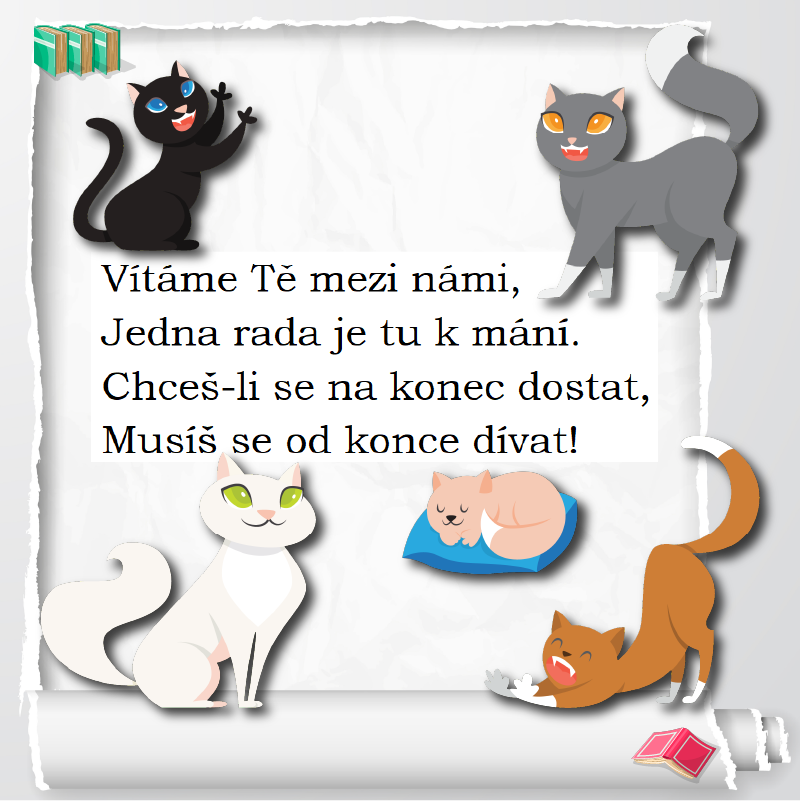 Vítáme Tě mezi námi,
Jedna rada je tu k mání.
Chceš-li se na konec dostat,
Musíš se od konce dívat!